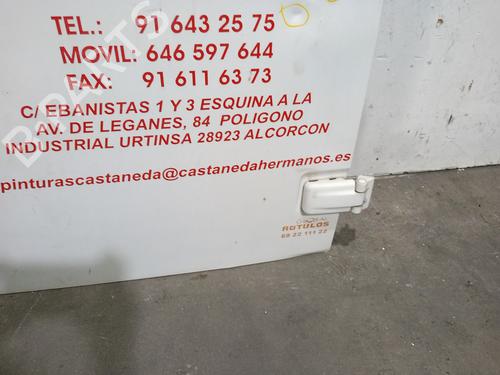 TEL.: 91 643 25 75
MOVIL: 646 597 644
FAX: 91 611 63 73
C/ EBANISTAS 1 Y 3 ESQUINA A LA
AV. DE LEGANES, 84 POLIGONO
INDUSTRIAL URTINSA 28923 ALCORCON
pinturascastaneda@castanedahermanos.es
ROTULOS